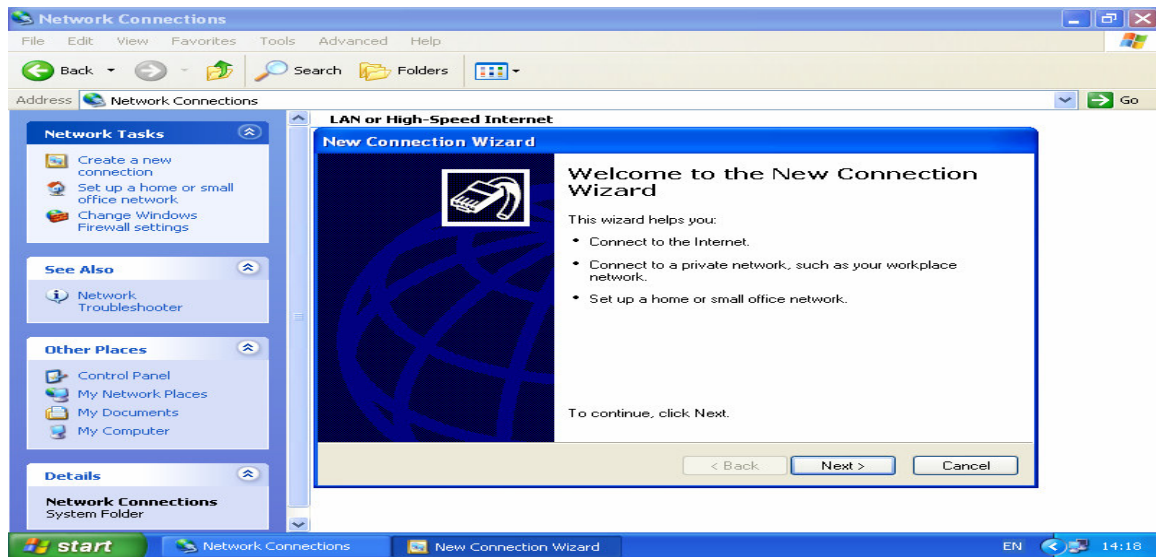 Network Connections
File Edit View Favorites Tools Advanced Help
Back Search Folders
Address Network Connections Go
Network Tasks
Create a new
connection
Set up a home or small
office network
Change Windows
Firewall settings
See Also
Network
Troubleshooter
Other Places
Control Panel
My Network Places
My Documents
My Computer
Details
Network Connections
System Folder
LAN or High-Speed Internet
New Connection Wizard
Welcome to the New Connection
Wizard
This wizard helps you:
• Connect to the Internet.
• Connect to a private network, such as your workplace
network.
• Set up a home or small office network.
To continue, click Next.
< Back Next > Cancel
start Network Connections New Connection Wizard EN 14:18